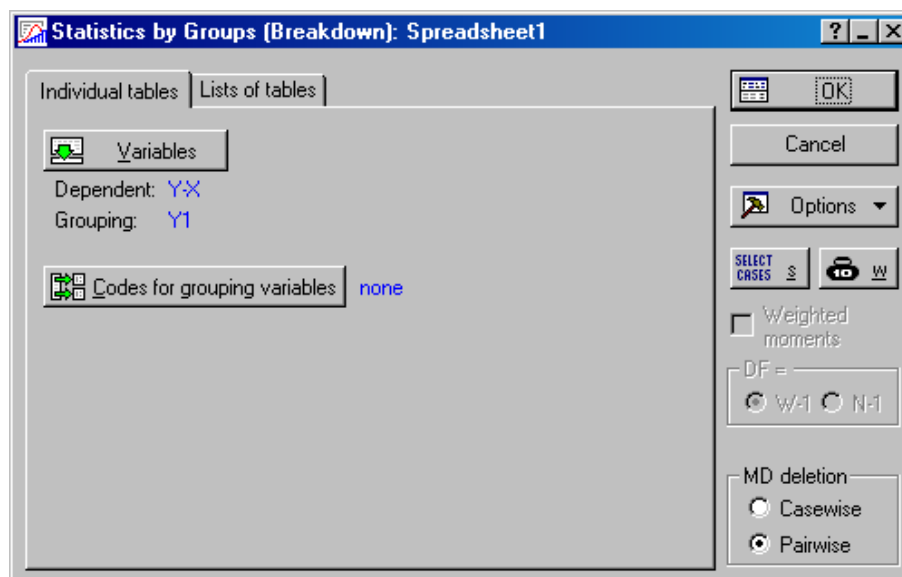 Statistics by Groups (Breakdown): Spreadsheet1
Individual tables
Lists of tables
Variables
Dependent: Y-X
Grouping: Y1
Codes for grouping variables none
OK
Cancel
Options
SELECT CASES S
W
Weighted moments
DF =
W-1 N-1
MD deletion
Casewise
Pairwise